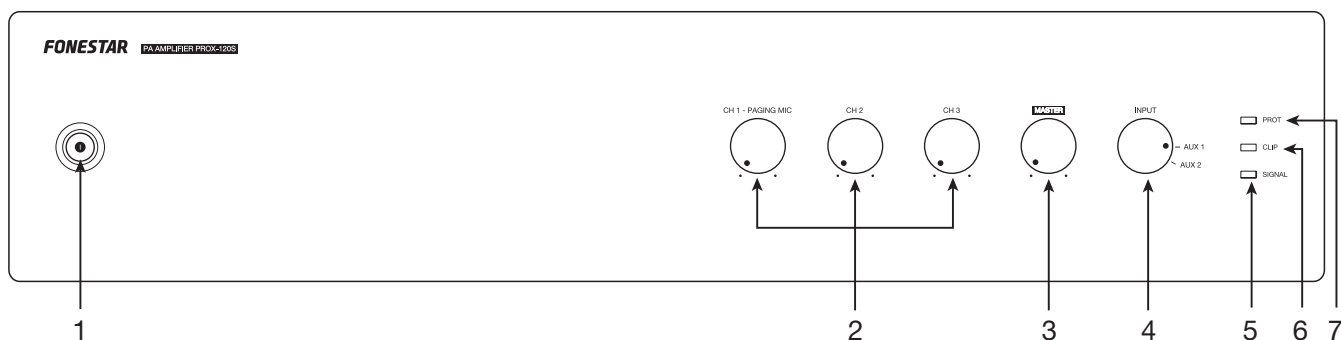 FONESTAR PA AMPLIFIER PROX-120S
CH 1 - PAGING MIC CH 2 CH 3 MASTER INPUT
PROT
AUX 1 CLIP
AUX 2
SIGNAL
1 2 3 4 5 6 7